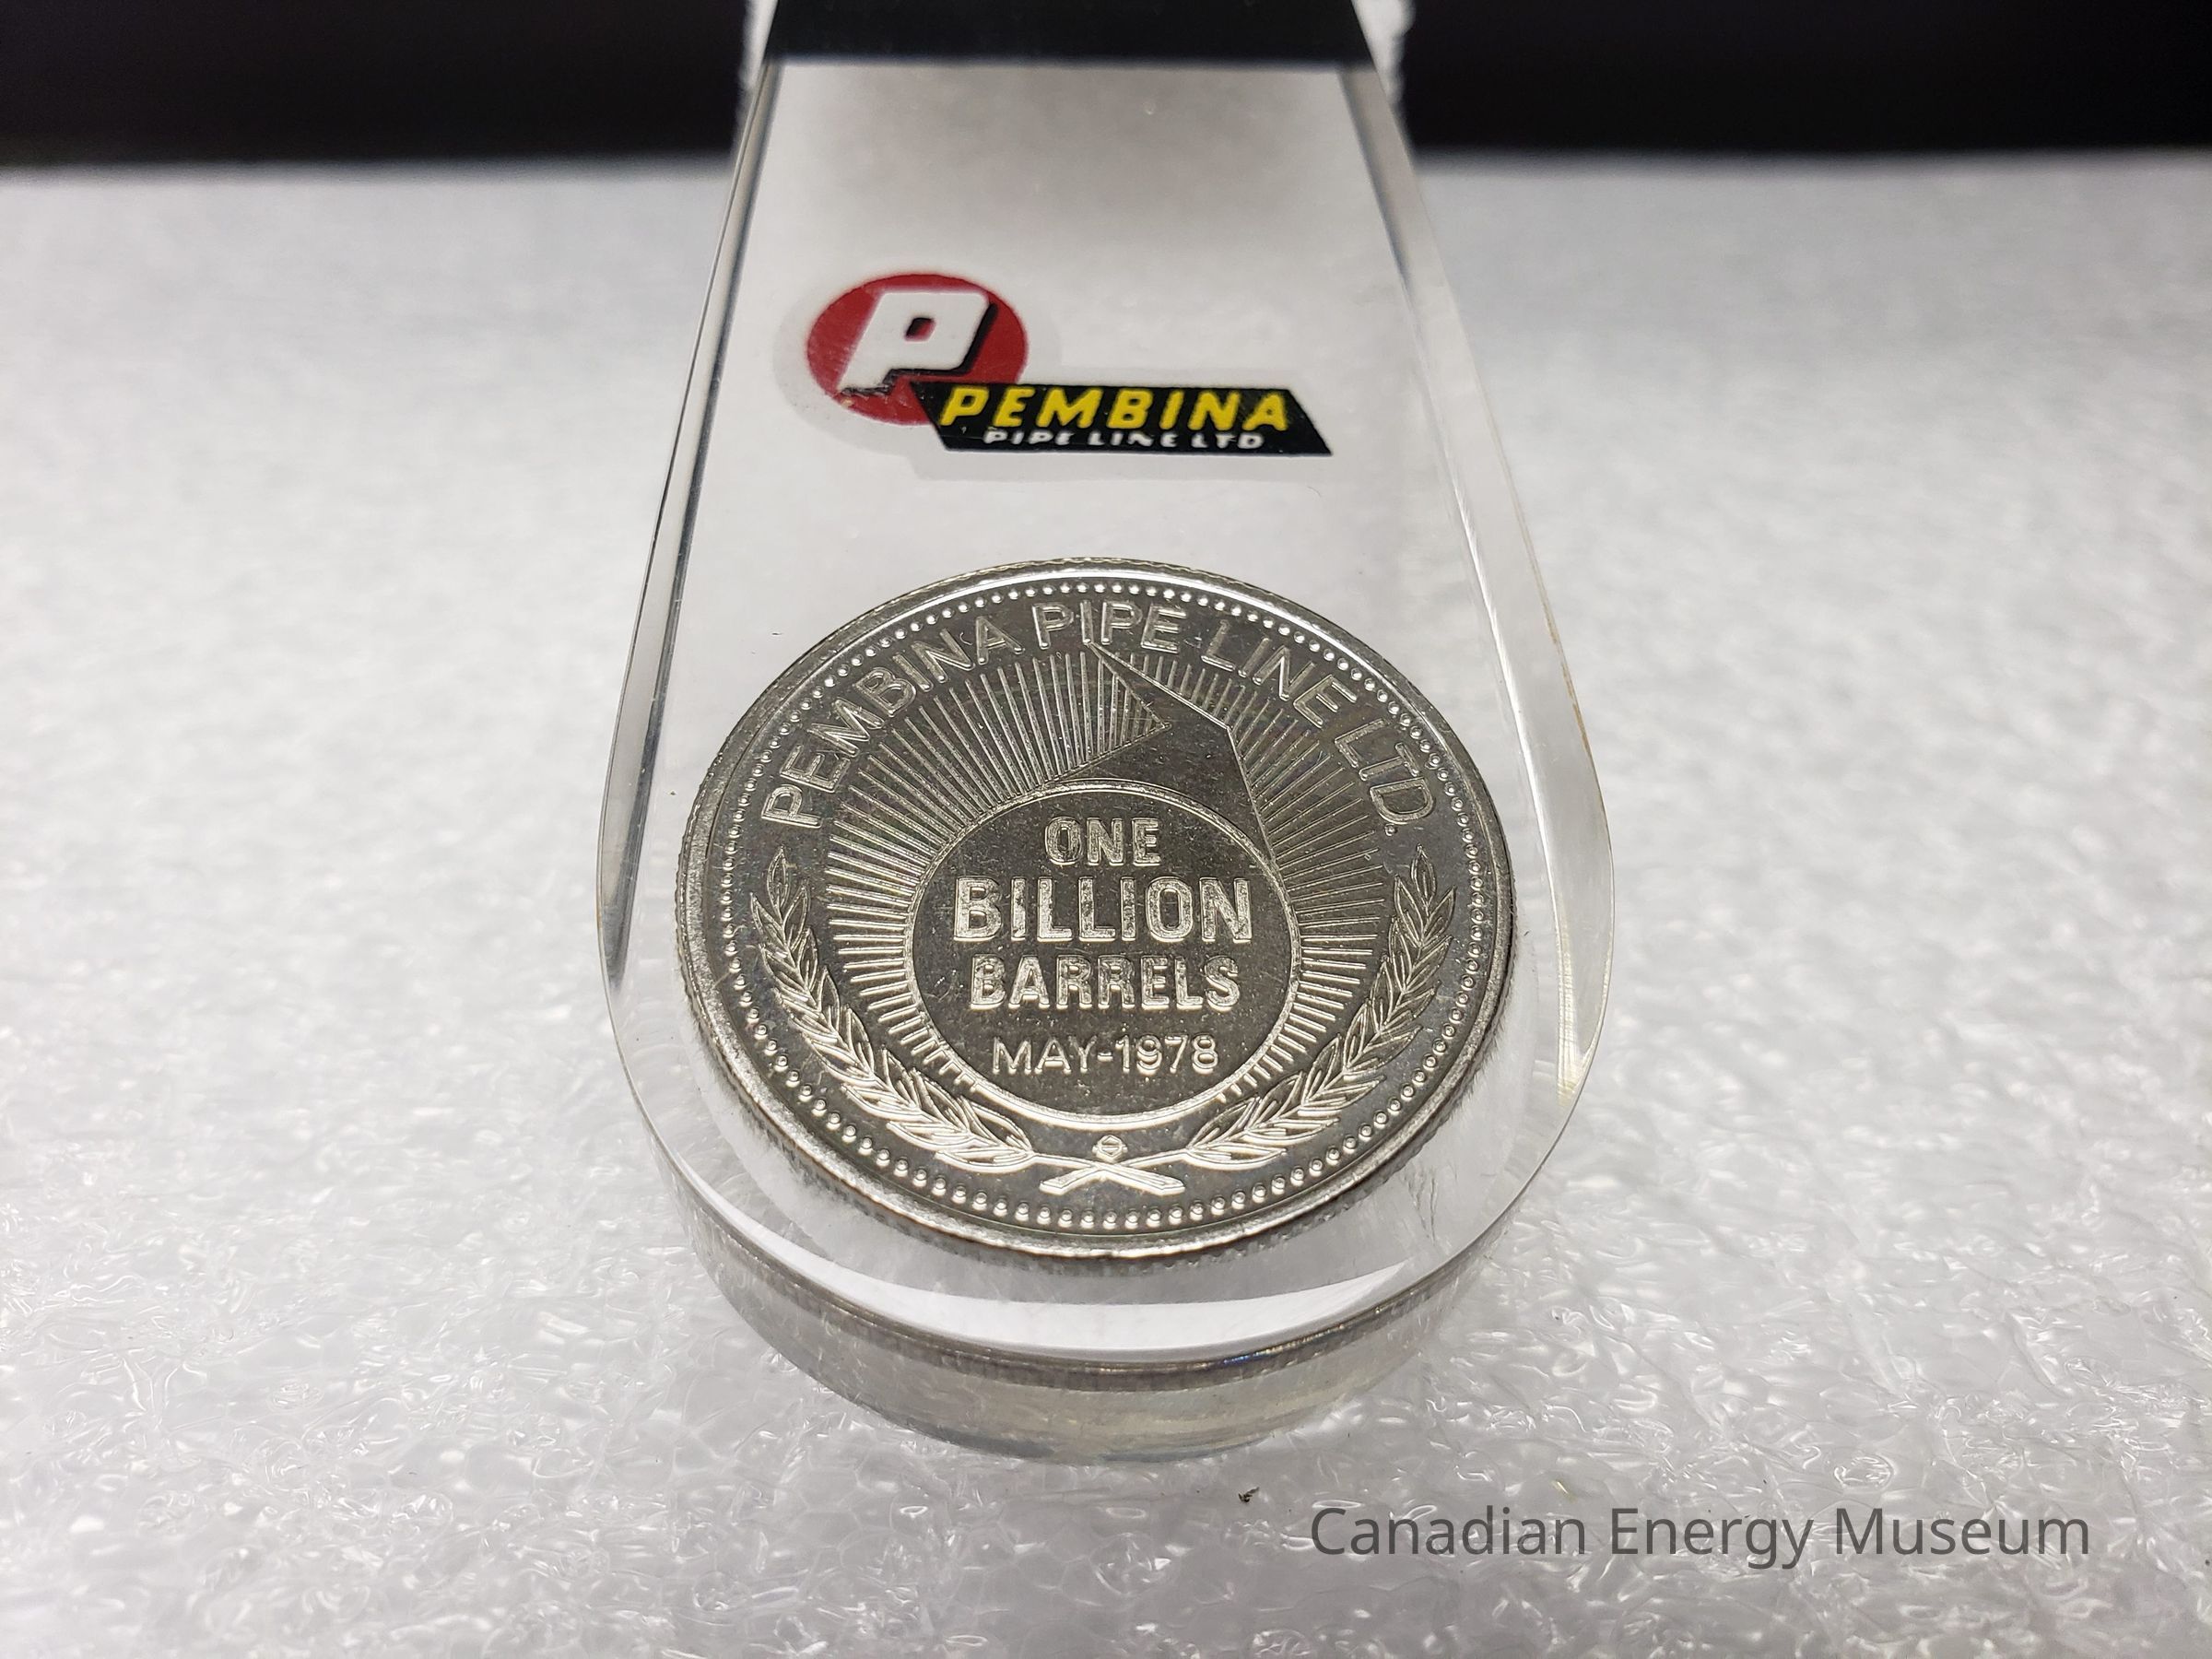 P
PEMBINA
PIPE LINE LTD
PEMBINA PIPE LINE LTD.
ONE
BILLION
BARRELS
MAY-1978
Canadian Energy Museum